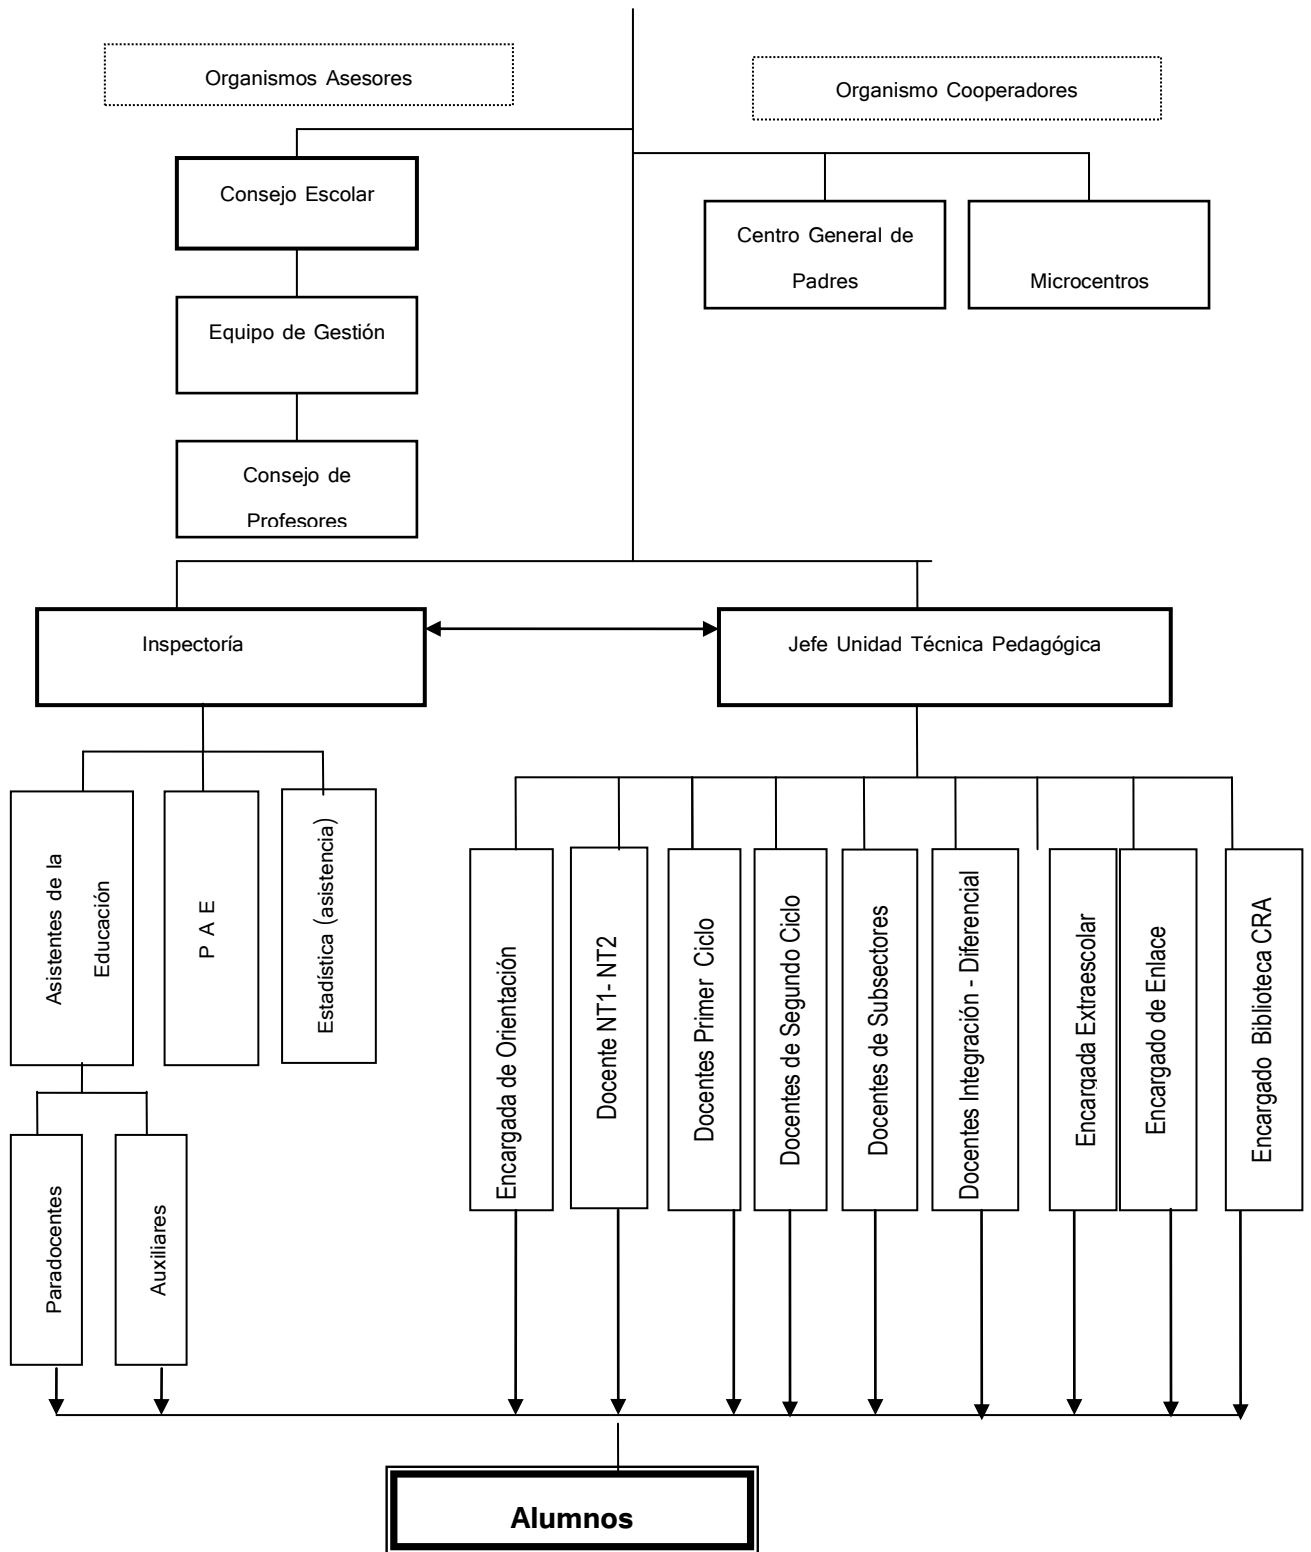 Organismos Asesores
Organismo Cooperadores
Consejo Escolar
Centro General de
Padres
Microcentros
Equipo de Gestión
Consejo de
Profesores
Inspectoría
Jefe Unidad Técnica Pedagógica
Asistentes de la
Educación
P A E
Estadística (asistencia)
Encargada de Orientación
Docente NT1- NT2
Docentes Primer Ciclo
Docentes de Segundo Ciclo
Docentes de Subsectores
Docentes Integración - Diferencial
Encargada Extraescolar
Encargado de Enlace
Encargado Biblioteca CRA
Paradocentes
Auxiliares
Alumnos